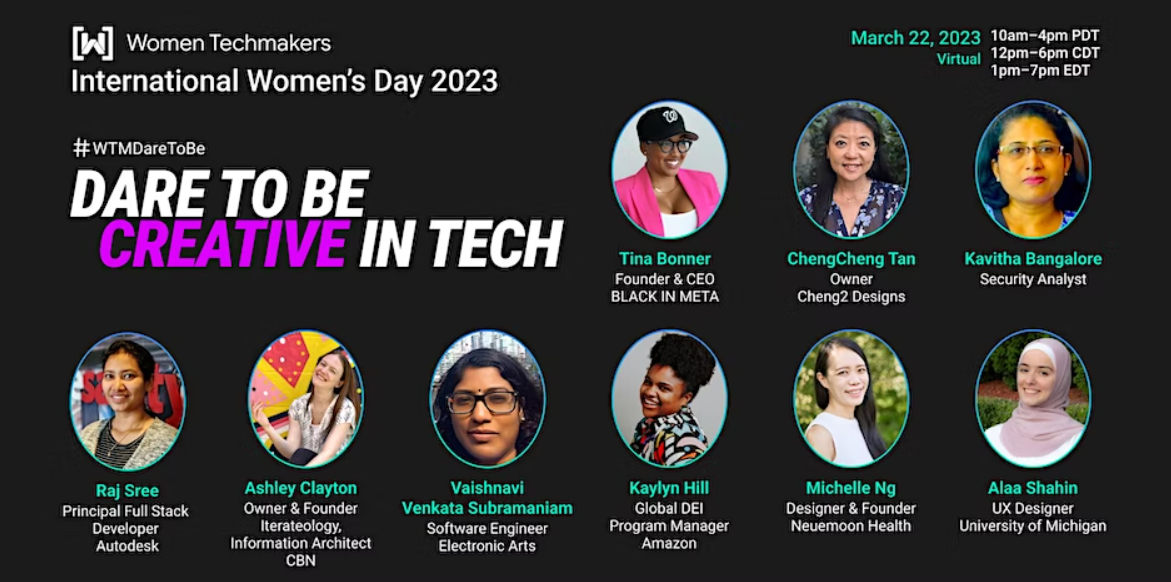 [W] Women Techmakers
International Women's Day 2023
March 22, 2023
Virtual
10am–4pm PDT
12pm–6pm CDT
1pm–7pm EDT
#WTMDareToBe
DARE TO BE
CREATIVE IN TECH
W
Tina Bonner
Founder & CEO
BLACK IN META
ChengCheng Tan
Owner
Cheng2 Designs
Kavitha Bangalore
Security Analyst
Raj Sree
Principal Full Stack
Developer
Autodesk
Ashley Clayton
Owner & Founder
Iterateology,
Information Architect
CBN
Vaishnavi
Venkata Subramaniam
Software Engineer
Electronic Arts
Kaylyn Hill
Global DEI
Program Manager
Amazon
Michelle Ng
Designer & Founder
Neuemoon Health
Alaa Shahin
UX Designer
University of Michigan